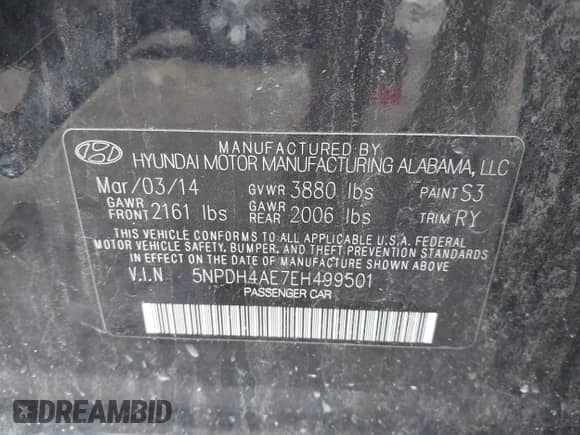 MANUFACTURED BY
HYUNDAI MOTOR MANUFACTURING ALABAMA, LLC
Mar/03/14 GVWR 3880 lbs PAINT S3
GAWR FRONT 2161 lbs GAWR REAR 2006 lbs TRIM RY
THIS VEHICLE CONFORMS TO ALL APPLICABLE U.S.A. FEDERAL
MOTOR VEHICLE SAFETY, BUMPER, AND THEFT PREVENTION STANDARDS
IN EFFECT ON THE DATE OF MANUFACTURE SHOWN ABOVE
V.I.N 5NPDH4AE7EH499501
PASSENGER CAR
DREAMBID